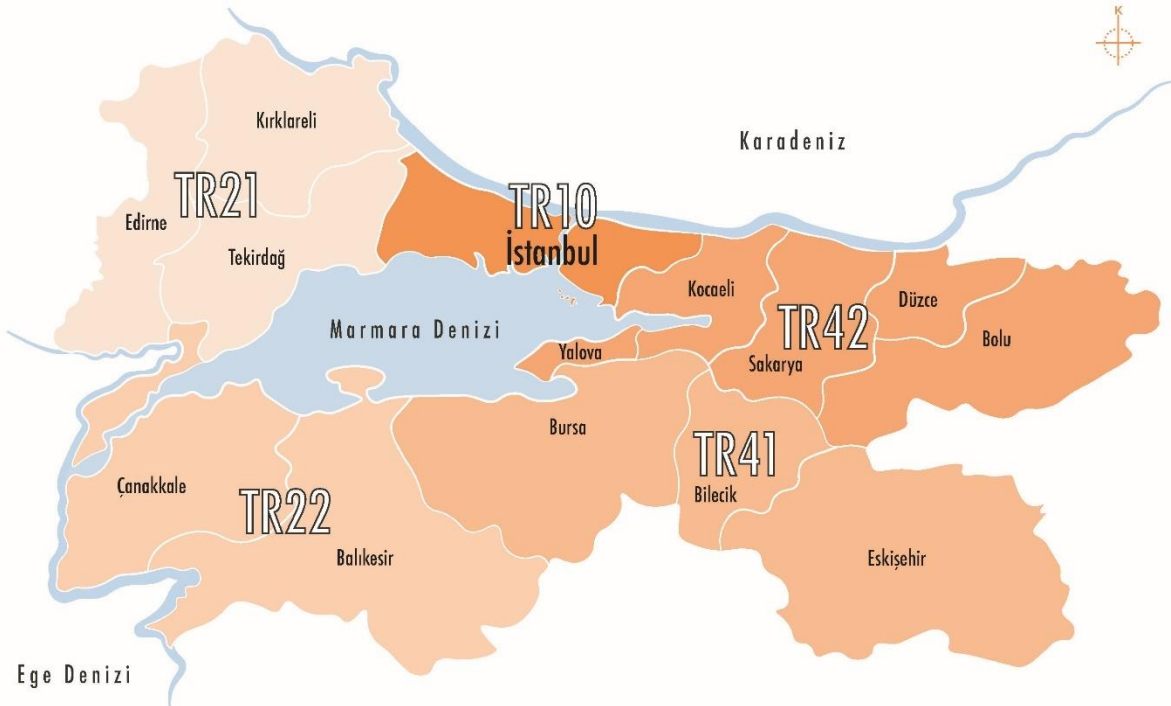 K
Karadeniz
Kırklareli
TR21
Edirne
Tekirdağ
TR10
İstanbul
Kocaeli
Düzce
TR42
Bolu
Sakarya
Marmara Denizi
Yalova
Bursa
TR41
Bilecik
Çanakkale
TR22
Balıkesir
Eskişehir
Ege Denizi